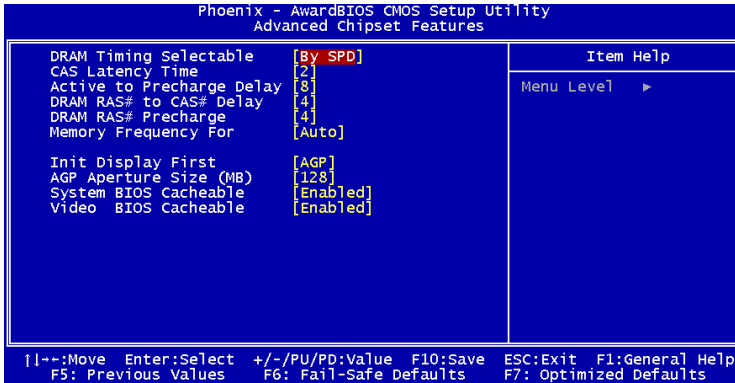 Phoenix - AwardBIOS CMOS Setup Utility
Advanced Chipset Features
DRAM Timing Selectable [By SPD]
CAS Latency Time [2]
Active to Precharge Delay [8]
DRAM RAS# to CAS# Delay [4]
DRAM RAS# Precharge [4]
Memory Frequency For [Auto]
Init Display First [AGP]
AGP Aperture Size (MB) [128]
System BIOS Cacheable [Enabled]
Video BIOS Cacheable [Enabled]
Item Help
Menu Level ►
↑↓→←:Move Enter:Select +/-/PU/PD:Value F10:Save ESC:Exit F1:General Help
F5: Previous Values F6: Fail-Safe Defaults F7: Optimized Defaults